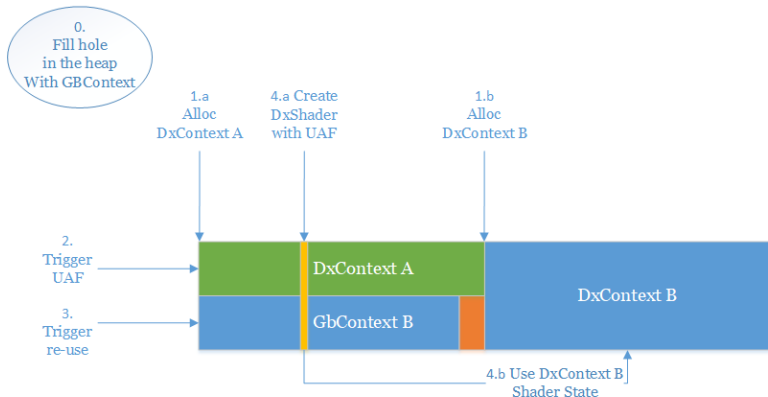 0.
Fill hole
in the heap
With GBContext
1.a
Alloc
DxContext A
4.a Create
DxShader
with UAF
1.b
Alloc
DxContext B
2.
Trigger
UAF
DxContext A
DxContext B
3.
Trigger
re-use
GbContext B
4.b Use DxContext B
Shader State